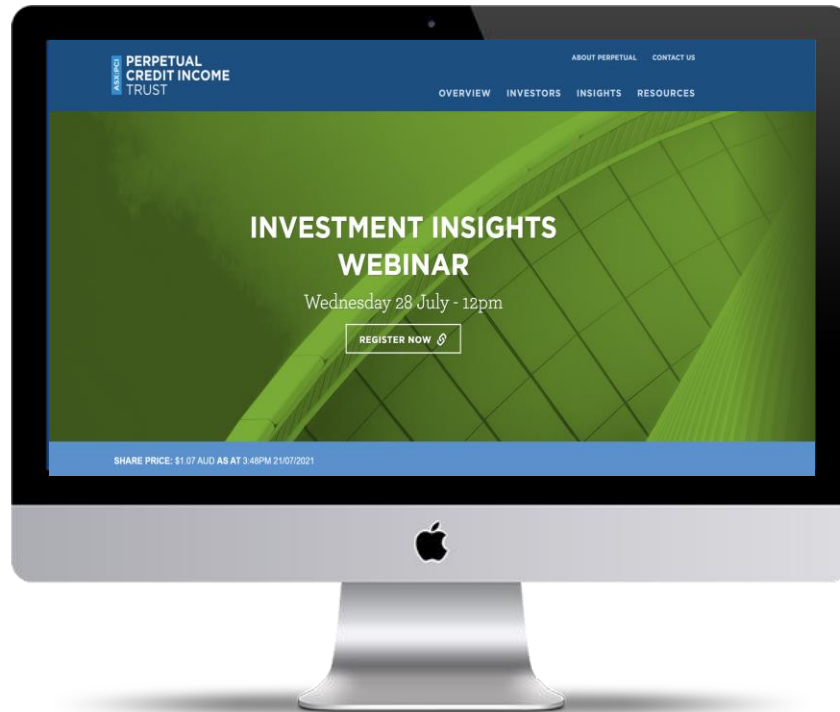 ASX:PCI
PERPETUAL
CREDIT INCOME
TRUST
ABOUT PERPETUAL CONTACT US
OVERVIEW INVESTORS INSIGHTS RESOURCES
INVESTMENT INSIGHTS
WEBINAR
Wednesday 28 July - 12pm
REGISTER NOW
SHARE PRICE: $1.07 AUD AS AT 3:48PM 21/07/2021